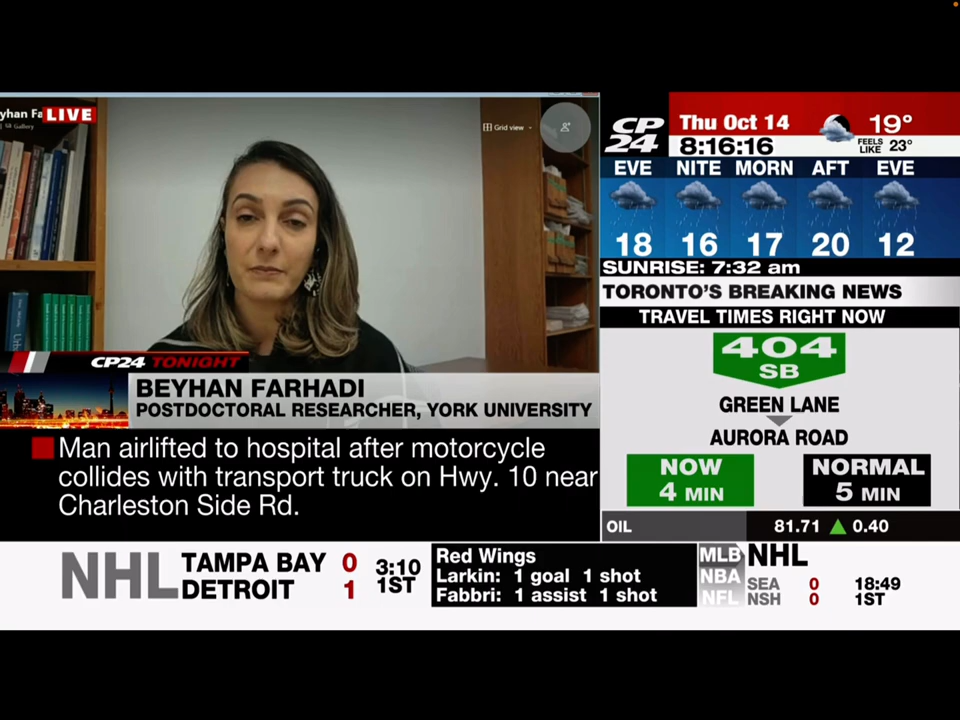 yhan Fa
LIVE
Gallery
Grid view
CP24 TONIGHT
BEYHAN FARHADI
POSTDOCTORAL RESEARCHER, YORK UNIVERSITY
Man airlifted to hospital after motorcycle
collides with transport truck on Hwy. 10 near
Charleston Side Rd.
CP
24
Thu Oct 14
8:16:16
19°
FEELS
LIKE 23°
EVE NITE MORN AFT EVE
18 16 17 20 12
SUNRISE: 7:32 am
TORONTO'S BREAKING NEWS
TRAVEL TIMES RIGHT NOW
404
SB
GREEN LANE
AURORA ROAD
NOW
4 MIN
NORMAL
5 MIN
OIL 81.71 0.40
NHL
TAMPA BAY 0
DETROIT 1
3:10
1ST
Red Wings
Larkin: 1 goal 1 shot
Fabbri: 1 assist 1 shot
MLB
NBA
NFL
NHL
SEA 0
NSH 0
18:49
1ST